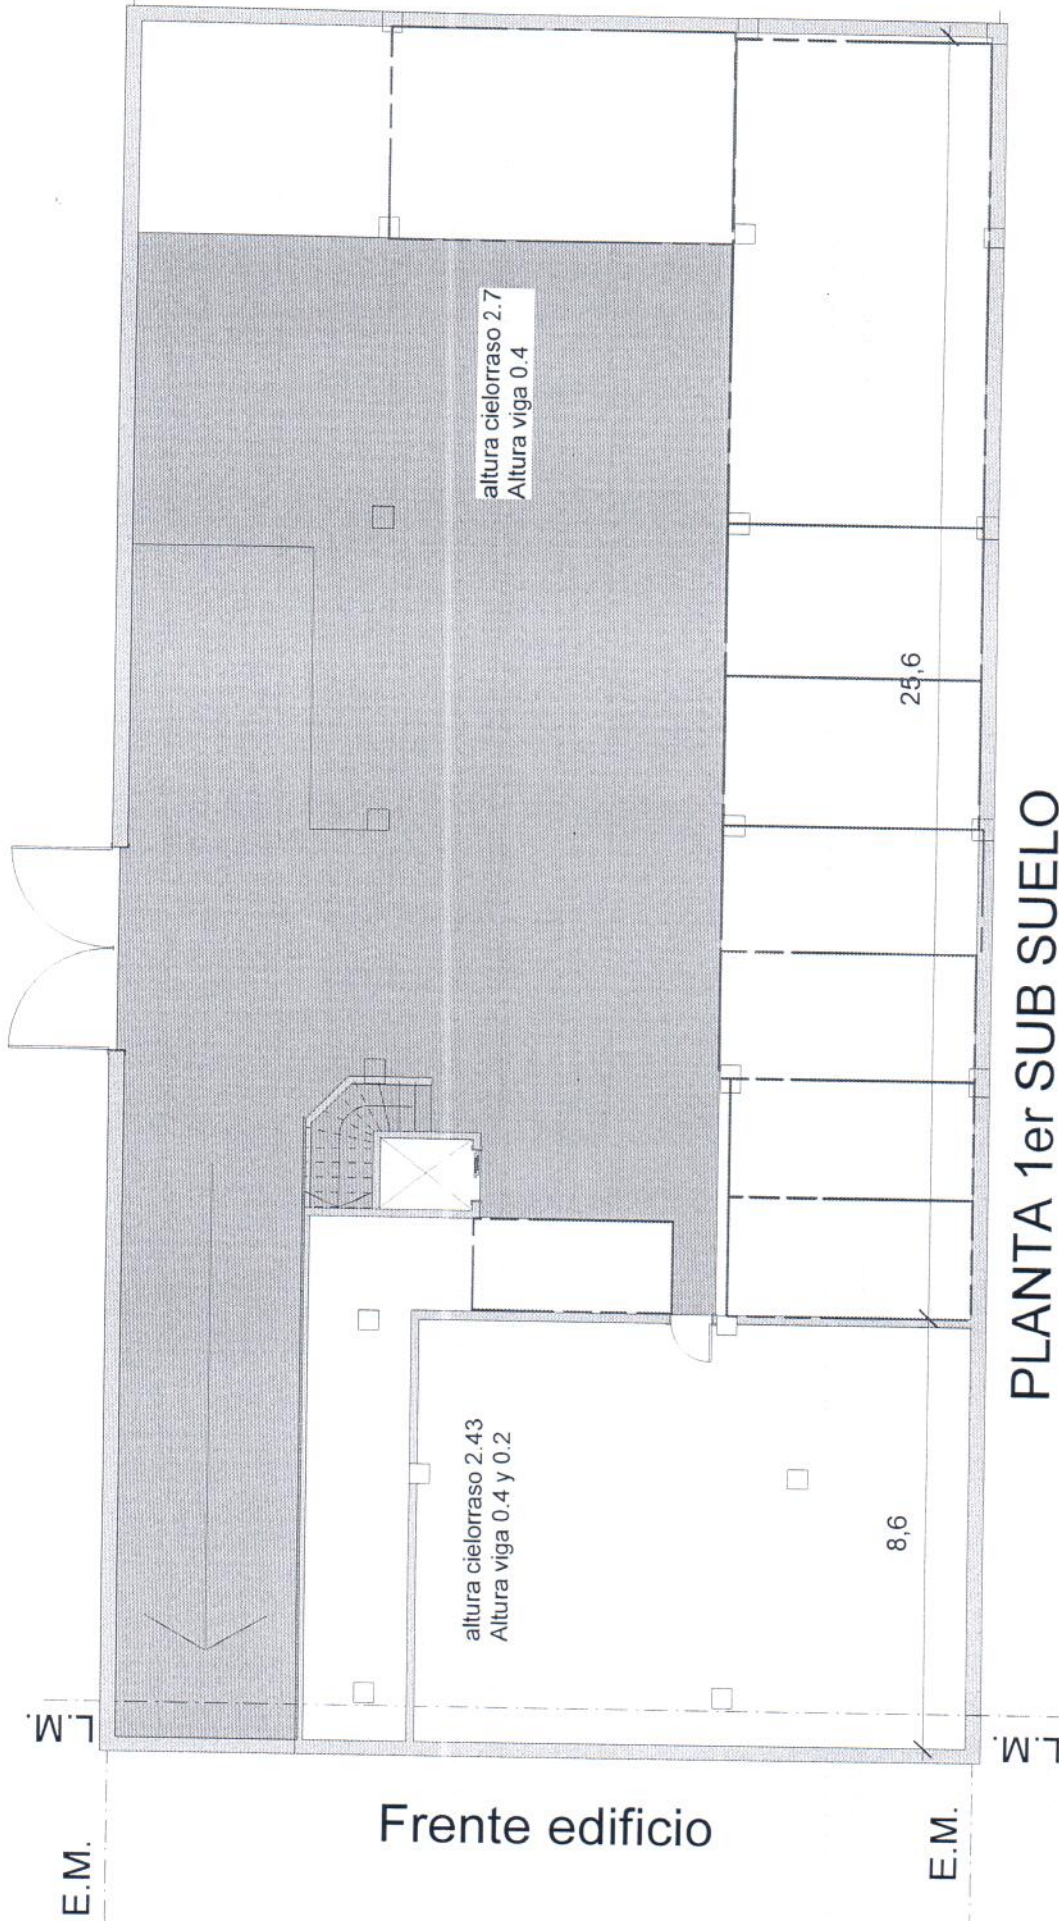 altura cielorraso 2.7
Altura viga 0.4
25,6
altura cielorraso 2.43
Altura viga 0.4 y 0.2
8,6
PLANTA 1er SUB SUELO
L.M.
L.M.
Frente edificio
E.M.
E.M.